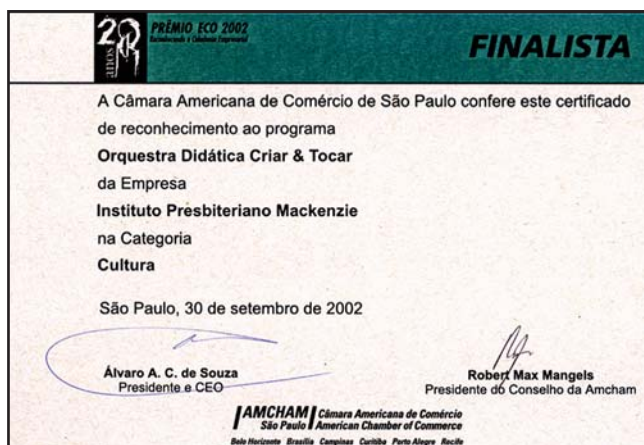 20
anos
PRÊMIO ECO 2002
Reconhecendo a Cidadania Empresarial
FINALISTA
A Câmara Americana de Comércio de São Paulo confere este certificado
de reconhecimento ao programa
Orquestra Didática Criar & Tocar
da Empresa
Instituto Presbiteriano Mackenzie
na Categoria
Cultura
São Paulo, 30 de setembro de 2002
Álvaro A. C. de Souza
Presidente e CEO
Robert Max Mangels
Presidente do Conselho da Amcham
AMCHAM Câmara Americana de Comércio
São Paulo American Chamber of Commerce
Belo Horizonte Brasília Campinas Curitiba Porto Alegre Recife